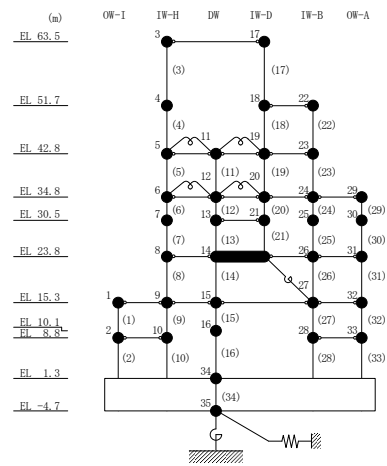 (m) OW-I IW-H DW IW-D IW-B OW-A
EL 63.5 3 17
(3) (17)
EL 51.7 4 18 22
(4) 11 (18) (22)
EL 42.8 5 19 23
(5) 12 (11) 20 (19) (23)
EL 34.8 6 24 29
(6) (12) (20) (24) (29)
EL 30.5 7 13 21 25 30
(7) (13) (21) (25) (30)
EL 23.8 8 14 26 31
(8) (14) 27 (26) (31)
EL 15.3 1 9 15 32
(1) (9) (15) (27) (32)
EL 10.1 16
EL 8.8 2 10 28 33
(2) (10) (16) (28) (33)
EL 1.3 34
(34)
EL -4.7 35